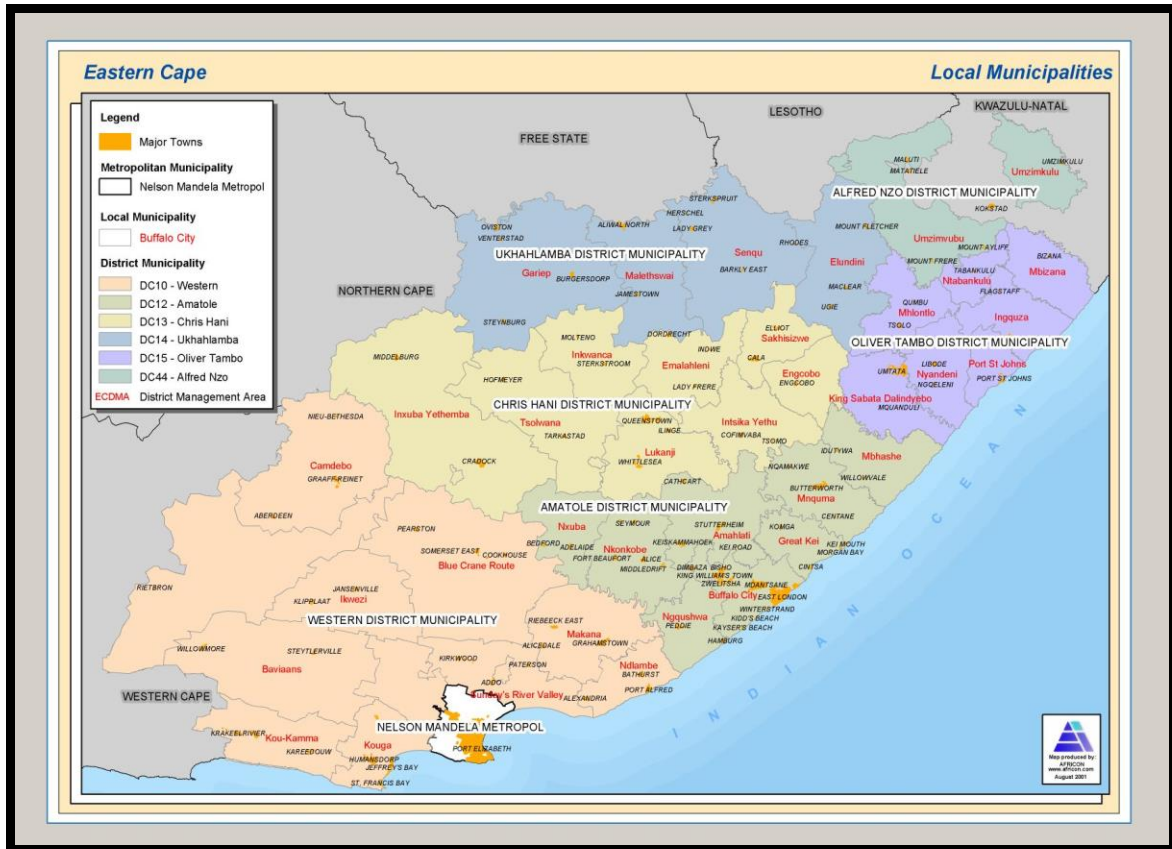 Eastern Cape
Local Municipalities
Legend
Major Towns
Metropolitan Municipality
Nelson Mandela Metropol
Local Municipality
Buffalo City
District Municipality
DC10 - Western
DC12 - Amatole
DC13 - Chris Hani
DC14 - Ukhahlamba
DC15 - Oliver Tambo
DC44 - Alfred Nzo
ECDMA District Management Area
LESOTHO
KWAZULU-NATAL
FREE STATE
MALUTI
MATATIELE
UMZIMKULU
Umzimkulu
ALFRED NZO DISTRICT MUNICIPALITY
STERKSPRUIT
KOKSTAD
HERSCHEL
OVISTON
ALIWAL NORTH
LADY GREY
MOUNT FLETCHER
VENTERSTAD
Umzimvubu
RHODES
MOUNT AYLIFF
UKHAHLAMBA DISTRICT MUNICIPALITY
Senqu
BIZANA
Elundini
MOUNT FRERE
Gariep
BURGERSDORP
Malethswai
BARKLY EAST
TABANKULU
Mbizana
Ntabankulu
NORTHERN CAPE
JAMESTOWN
MACLEAR
FLAGSTAFF
QUMBU
UGIE
Mhlontlo
STEYNBURG
Ingquza
TSOLO
ELLIOT
MOLTENO
DORDRECHT
Sakhisizwe
OLIVER TAMBO DISTRICT MUNICIPALITY
INDWE
MIDDELBURG
Inkwanca
CALA
STERKSTROOM
Emalahleni
LIBODE
Port St Johns
UMTATA
Nyandeni
Engcobo
HOFMEYER
NGQELENI
PORT ST JOHNS
LADY FRERE
ENGCOBO
King Sabata Dalindyebo
CHRIS HANI DISTRICT MUNICIPALITY
MQUANDULI
NIEU-BETHESDA
Inxuba Yethemba
Tsolwana
QUEENSTOWN
Intsika Yethu
ILINGE
TARKASTAD
COFIMVABA
TSOMO
IDUTYWA
Lukanji
Mbhashe
Camdebo
CRADOCK
WHITTLESEA
NQAMAKWE
GRAAFF-REINET
CATHCART
WILLOWVALE
BUTTERWORTH
Mnquma
AMATOLE DISTRICT MUNICIPALITY
ABERDEEN
CENTANE
PEARSTON
Nxuba
SEYMOUR
STUTTERHEIM
KOMGA
Amahlati
Great Kei
BEDFORD
ADELAIDE
Nkonkobe
KEISKAMMAHOEK
KEI ROAD
KEI MOUTH
SOMERSET EAST
COOKHOUSE
FORT BEAUFORT
ALICE
MORGAN BAY
Blue Crane Route
MIDDLEDRIFT
DIMBAZA
BISHO
CINTSA
KING WILLIAM'S TOWN
ZWELITSHA
MDANTSANE
RIETBRON
JANSENVILLE
Buffalo City
EAST LONDON
KLIPPLAAT
Ikwezi
WINTERSTRAND
Ngqushwa
KIDD'S BEACH
WESTERN DISTRICT MUNICIPALITY
RIEBEECK EAST
PEDDIE
KAYSER'S BEACH
Makana
HAMBURG
WILLOWMORE
STEYTLERVILLE
ALICEDALE
GRAHAMSTOWN
KIRKWOOD
PATERSON
Ndlambe
Baviaans
BATHURST
ADDO
PORT ALFRED
WESTERN CAPE
Sunday's River Valley
ALEXANDRIA
NELSON MANDELA METROPOL
KRAKEELRIVIER
Kou-Kamma
Kouga
PORT ELIZABETH
KAREEDOUW
HUMANSDORP
JEFFREY'S BAY
ST. FRANCIS BAY
INDIAN OCEAN
Map produced by:
AFRICON
www.africon.com
August 2001